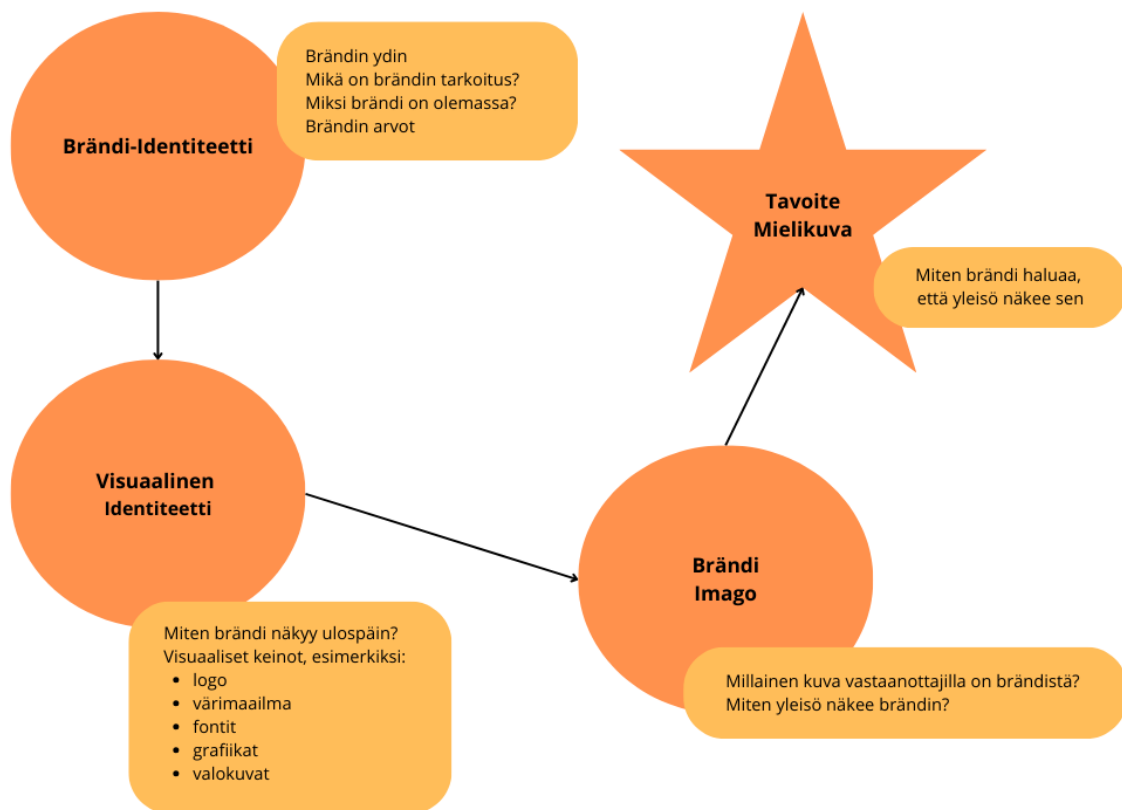 Brändi-Identiteetti
Brändin ydin
Mikä on brändin tarkoitus?
Miksi brändi on olemassa?
Brändin arvot
Visuaalinen
Identiteetti
Miten brändi näkyy ulospäin?
Visuaaliset keinot, esimerkiksi:
• logo
• värimaailma
• fontit
• grafiikat
• valokuvat
Brändi
Imago
Millainen kuva vastaanottajilla on brändistä?
Miten yleisö näkee brändin?
Tavoite
Mielikuva
Miten brändi haluaa,
että yleisö näkee sen